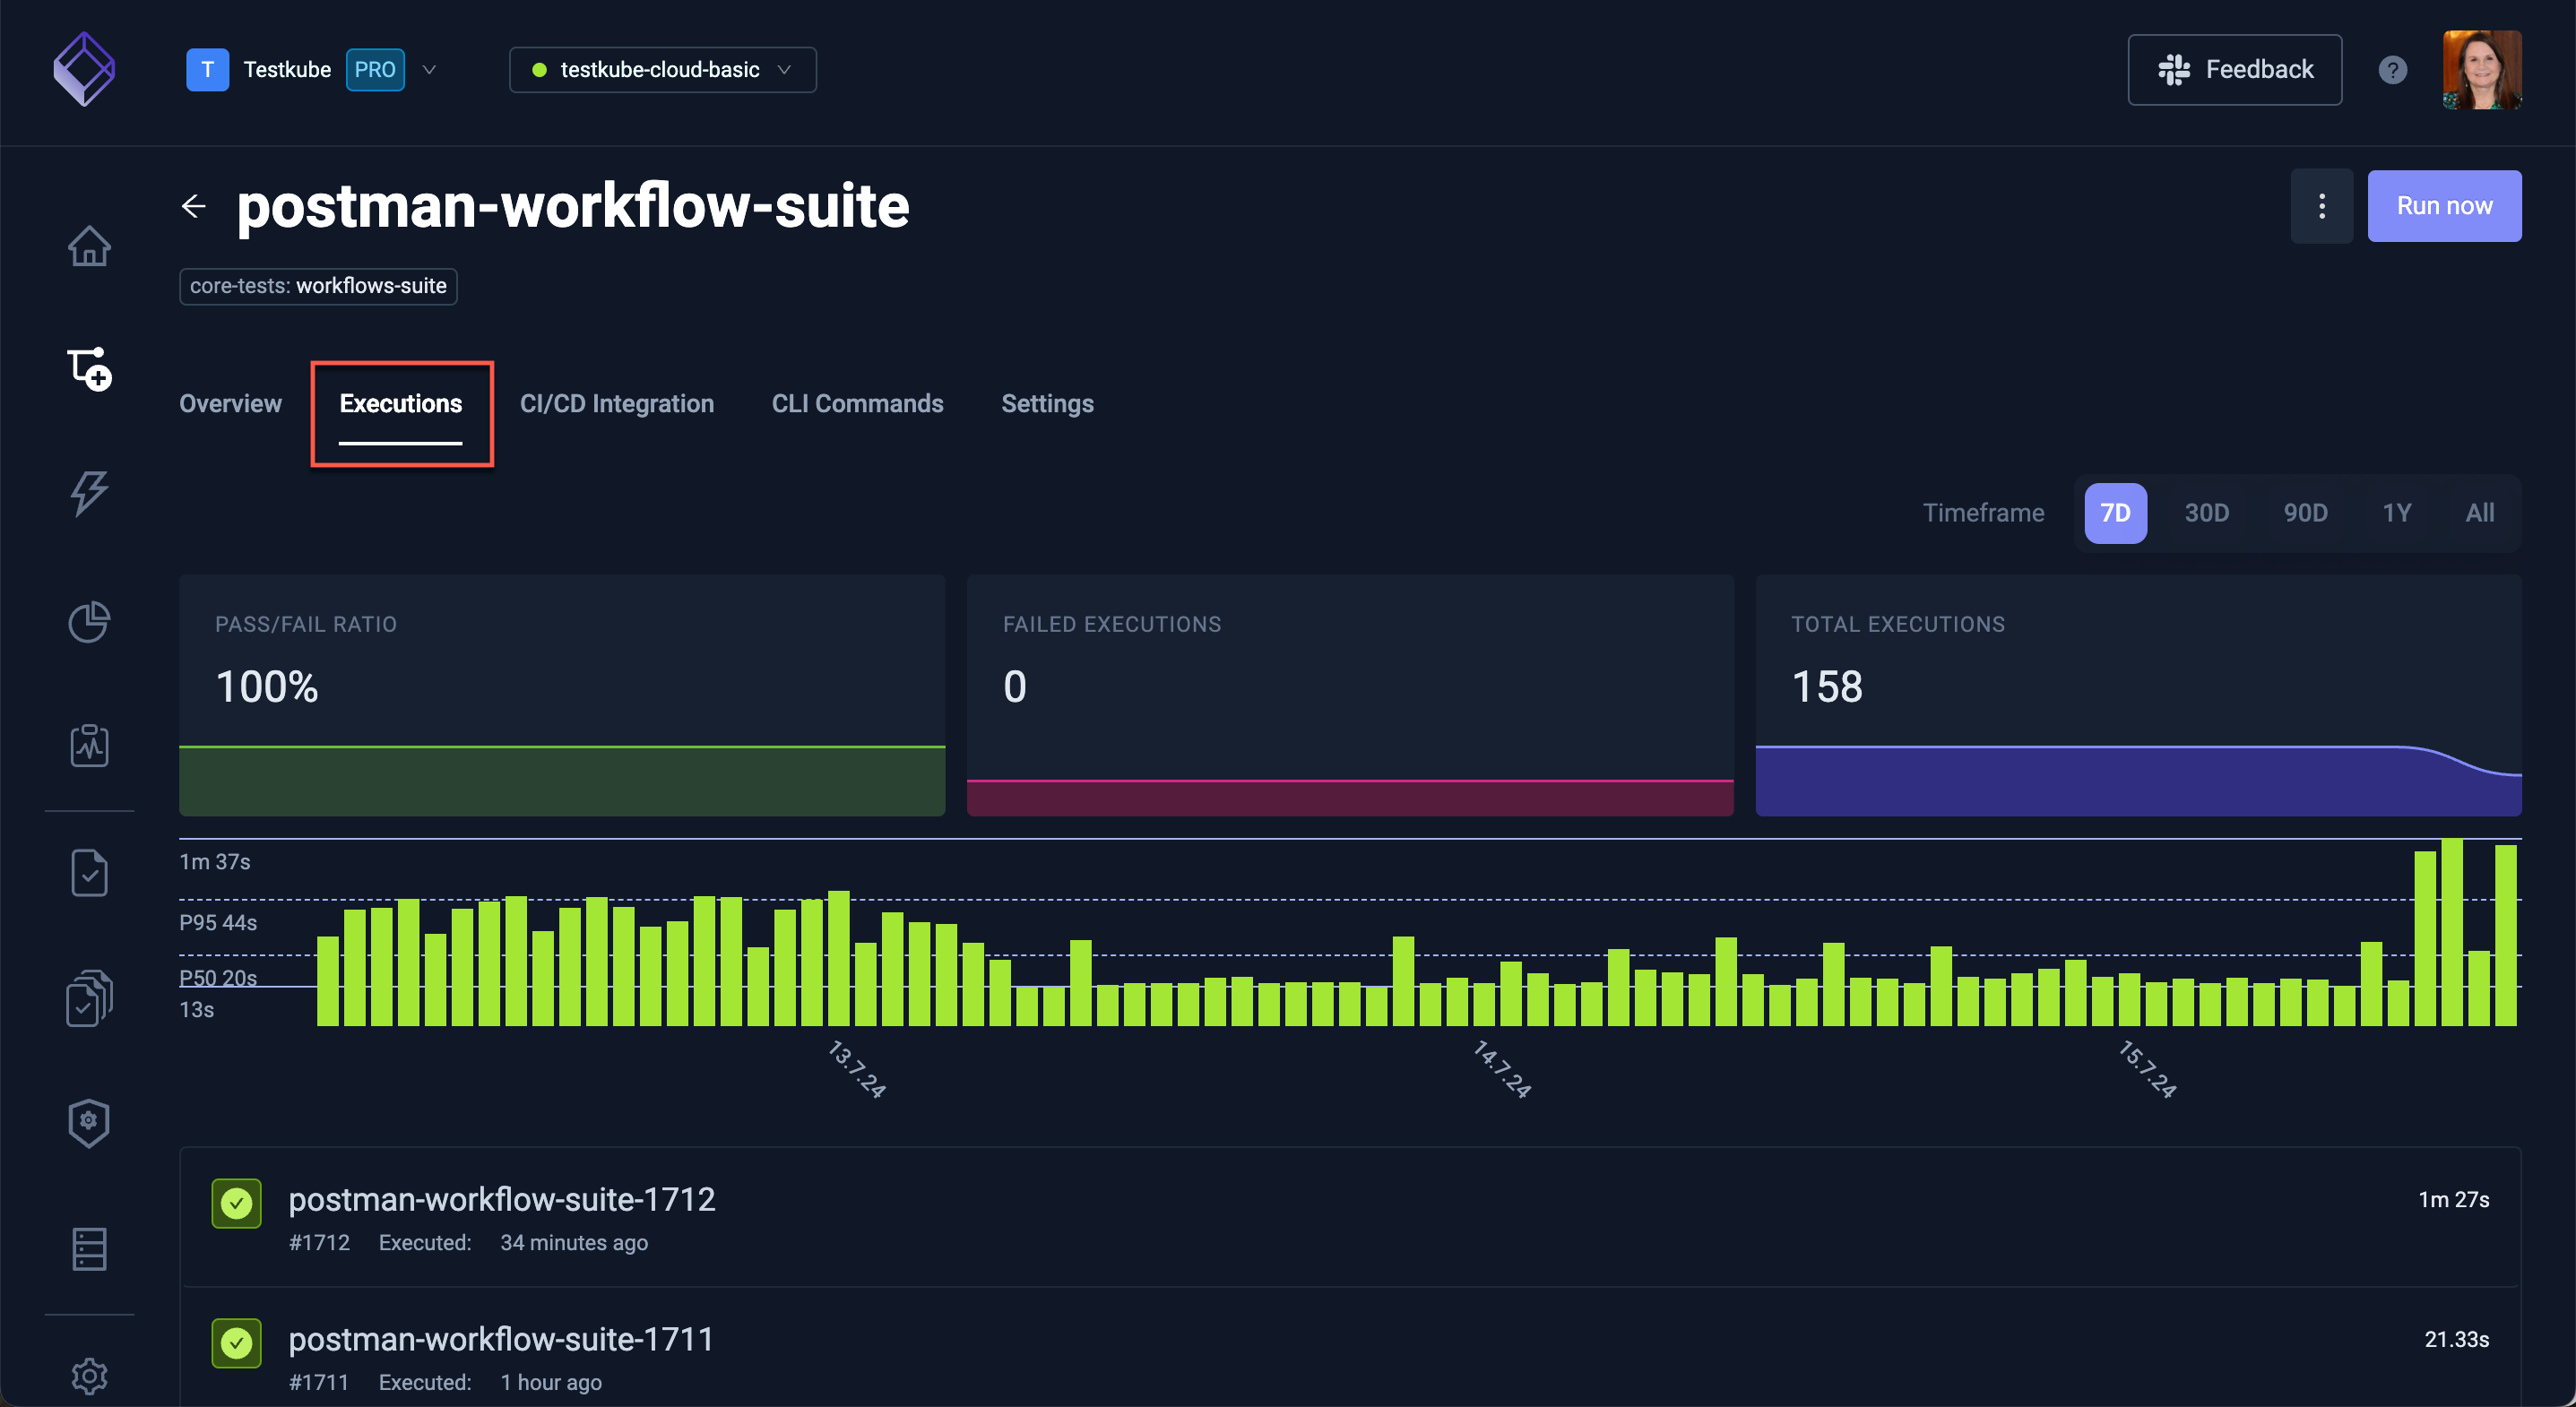 T Testkube PRO testkube-cloud-basic Feedback ?
postman-workflow-suite Run now
core-tests: workflows-suite
Overview Executions CI/CD Integration CLI Commands Settings
Timeframe 7D 30D 90D 1Y All
PASS/FAIL RATIO FAILED EXECUTIONS TOTAL EXECUTIONS
100% 0 158
1m 37s
P95 44s
P50 20s
13s
13.7.24 14.7.24 15.7.24
postman-workflow-suite-1712 1m 27s
#1712 Executed: 34 minutes ago
postman-workflow-suite-1711 21.33s
#1711 Executed: 1 hour ago